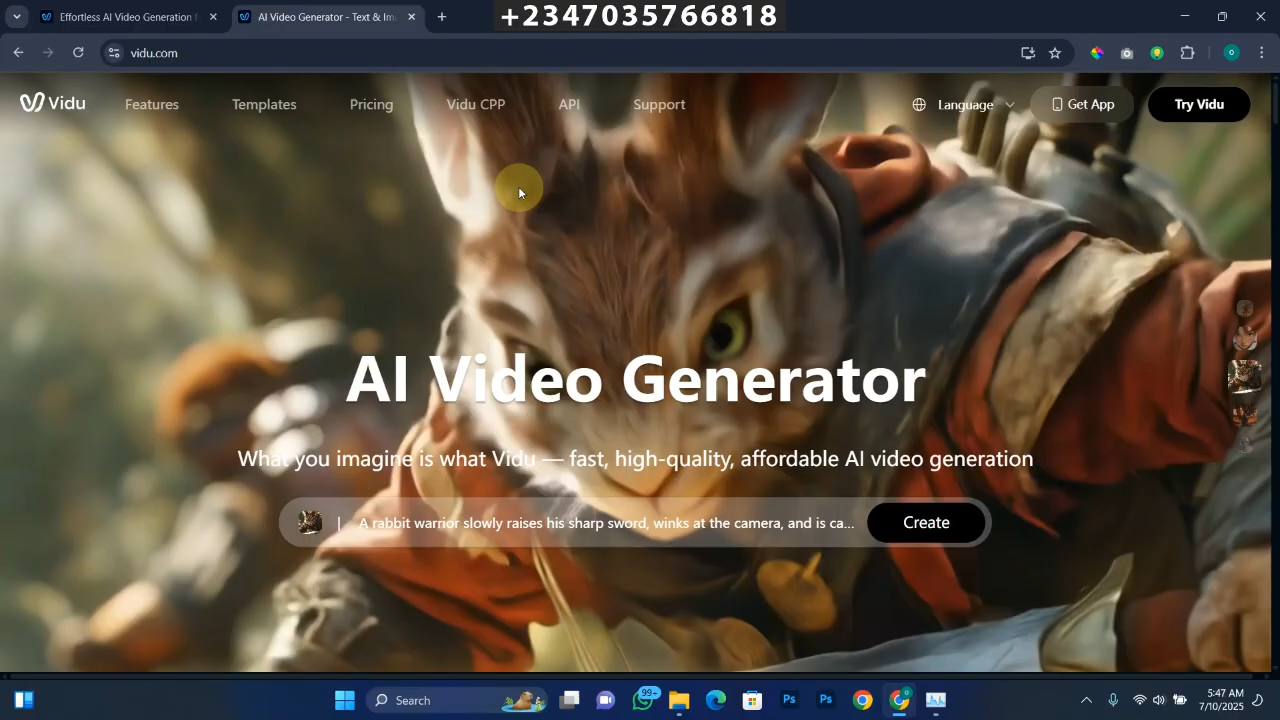 +2347035766818
Effortless AI Video Generation f
AI Video Generator - Text & Im
vidu.com
Vidu
Features
Templates
Pricing
Vidu CPP
API
Support
Language
Get App
Try Vidu
AI Video Generator
What you imagine is what Vidu — fast, high-quality, affordable AI video generation
A rabbit warrior slowly raises his sharp sword, winks at the camera, and is ca...
Create
Search
99+
Ps
Ps
5:47 AM
7/10/2025